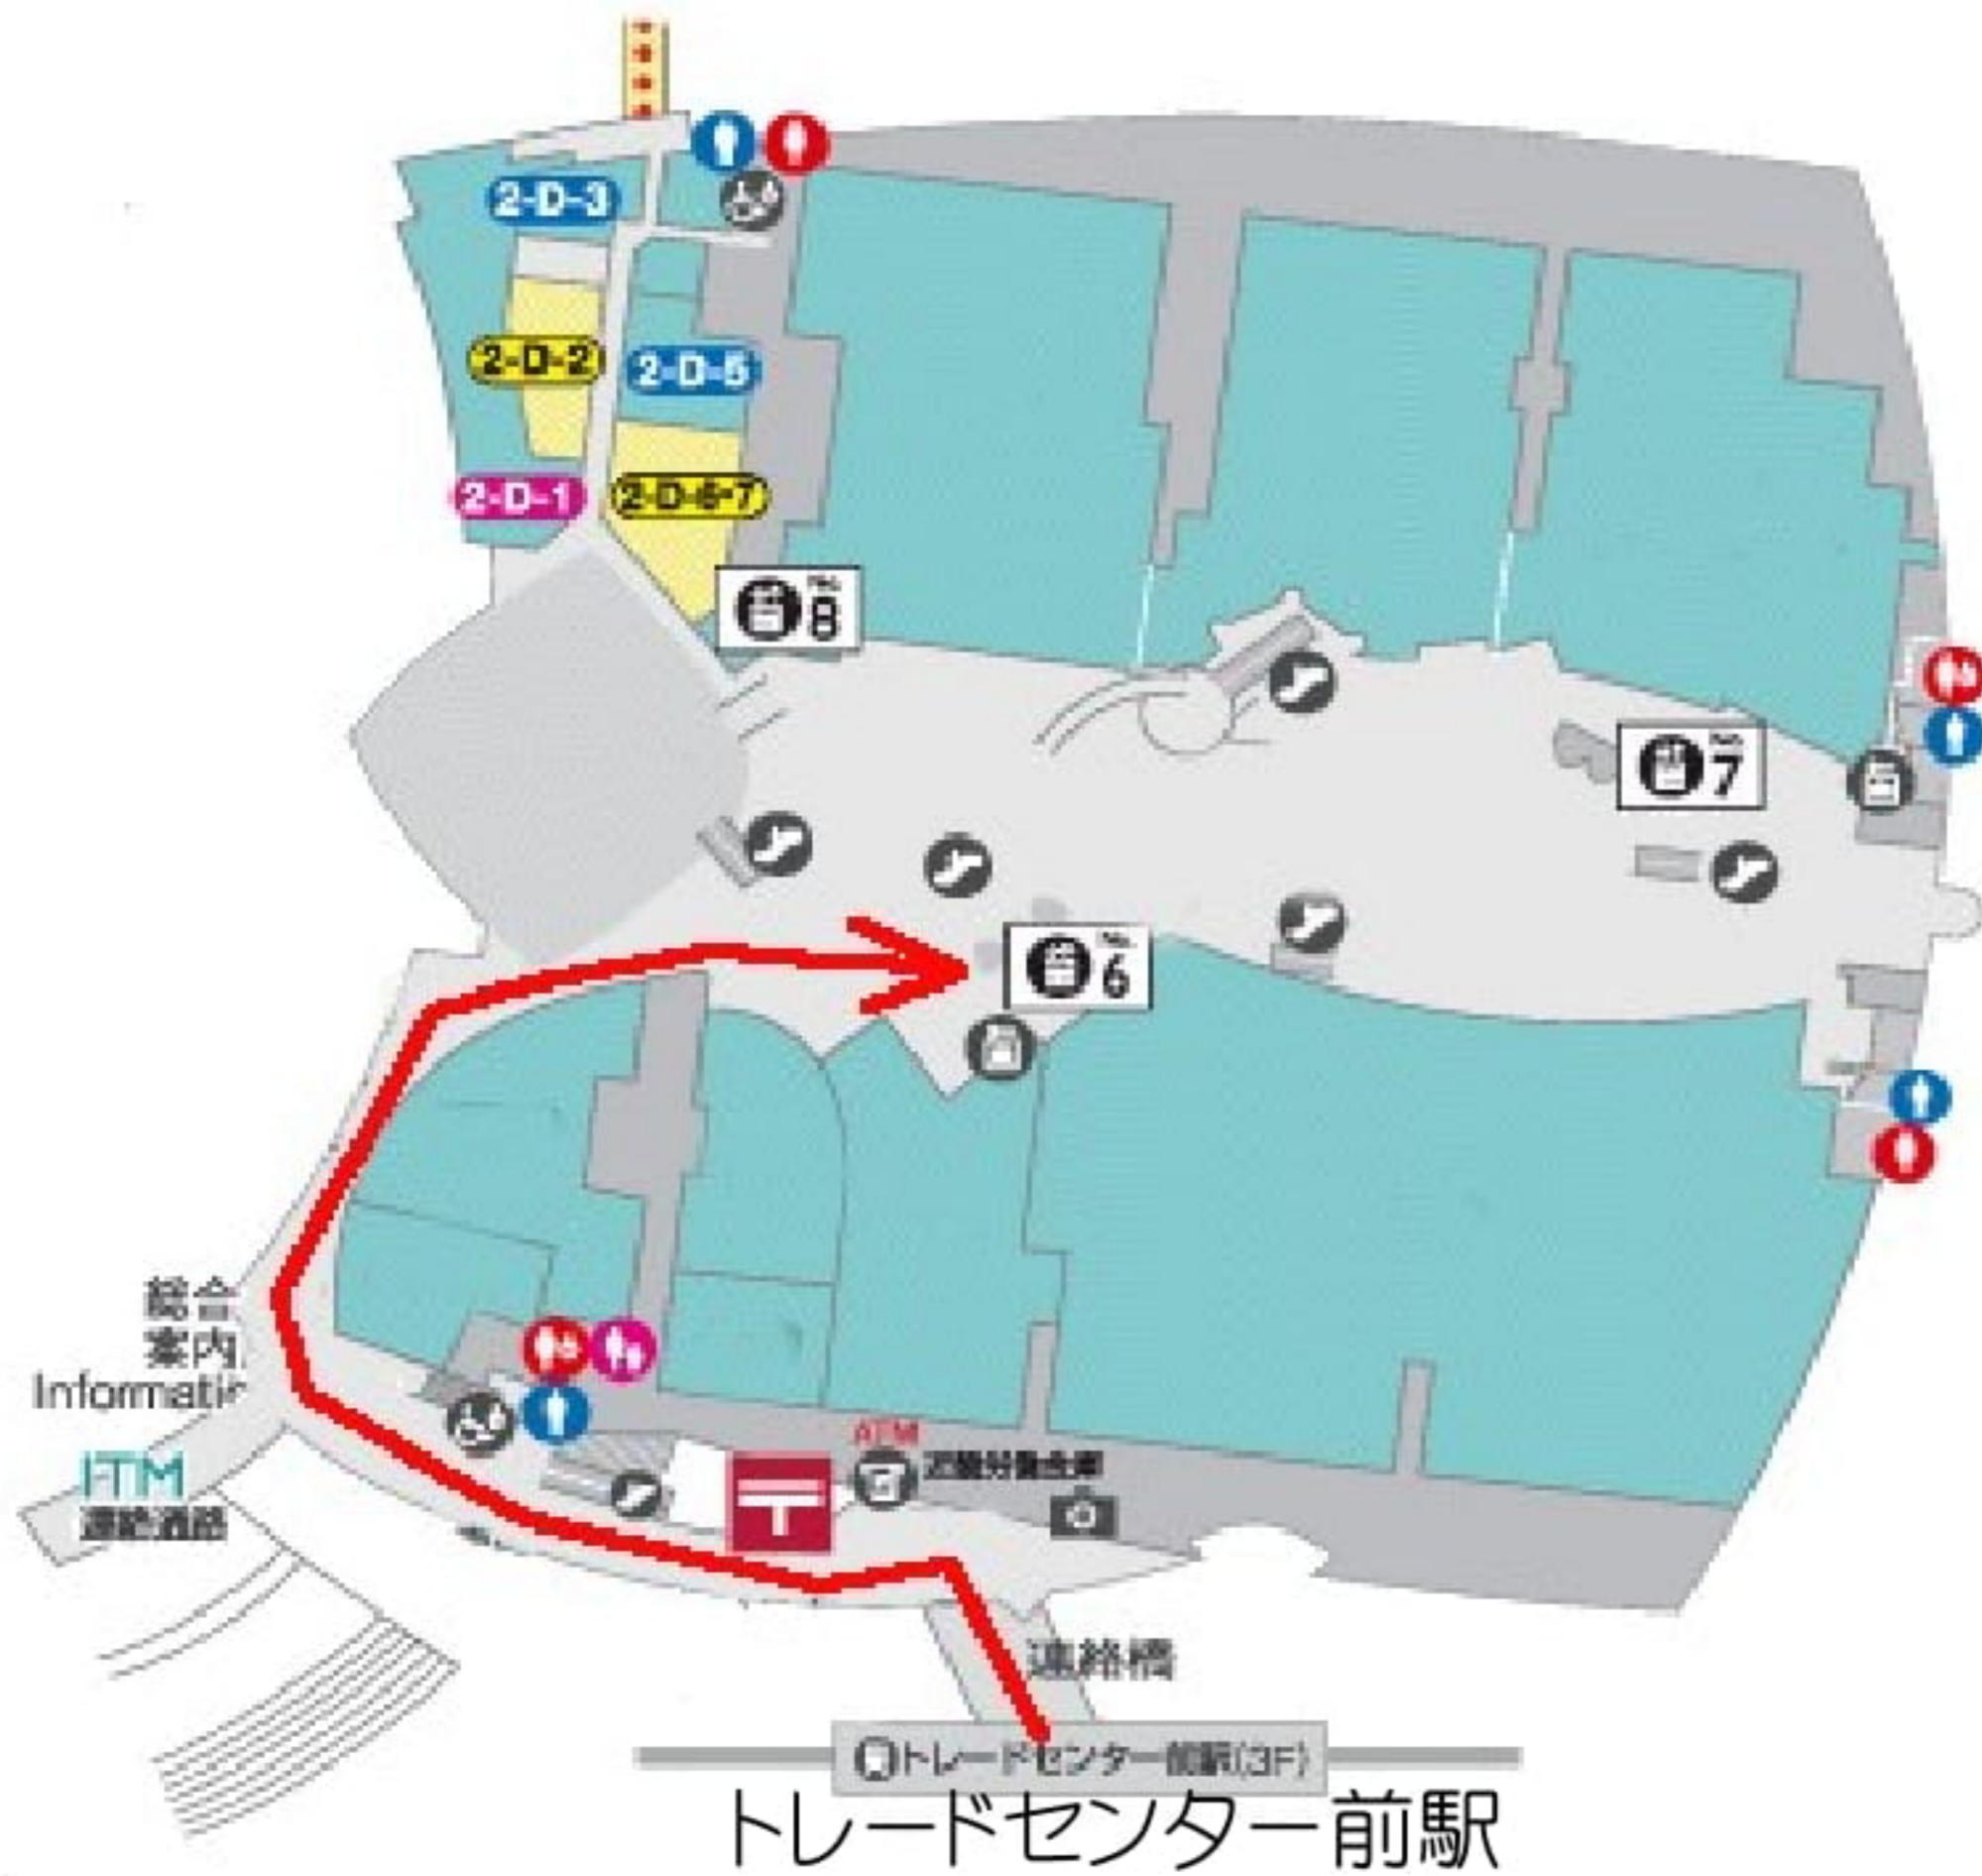 2-D-3
2-D-2
2-D-5
2-D-1
2-D-6・7
No.
8
No.
7
No.
6
総合
案内
Informatio
ITM
連絡通路
ATM
近畿労働金庫
連絡橋
トレードセンター前駅(3F)
トレードセンター前駅